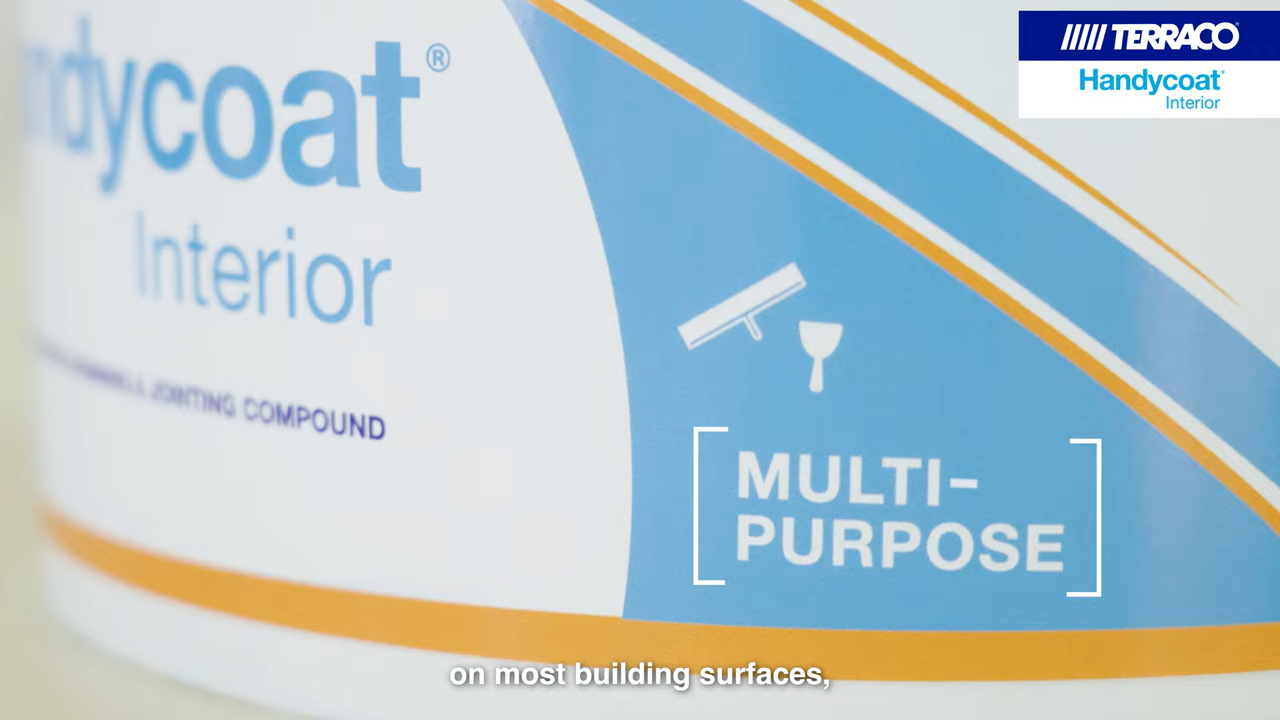 TERRACO®
Handycoat®
Interior
ndycoat®
Interior
JOINTING COMPOUND
MULTI-
PURPOSE
on most building surfaces,